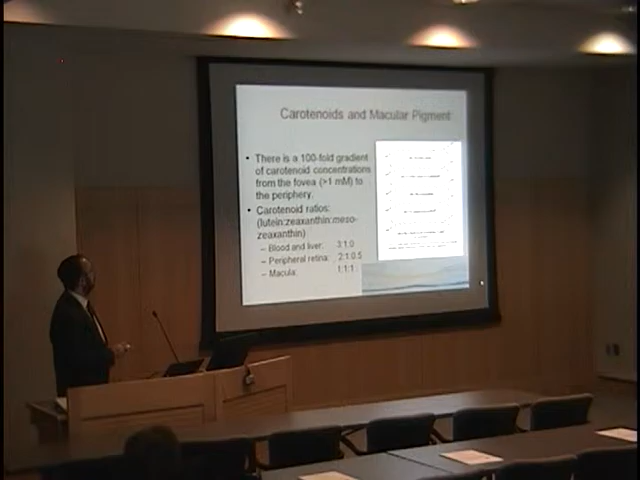 Carotenoids and Macular Pigment
• There is a 100-fold gradient
of carotenoid concentrations
from the fovea (>1 mM) to
the periphery.
• Carotenoid ratios:
(lutein:zeaxanthin:meso-
zeaxanthin)
– Blood and liver: 3:1:0
– Peripheral retina: 2:1:0.5
– Macula: 1:1:1